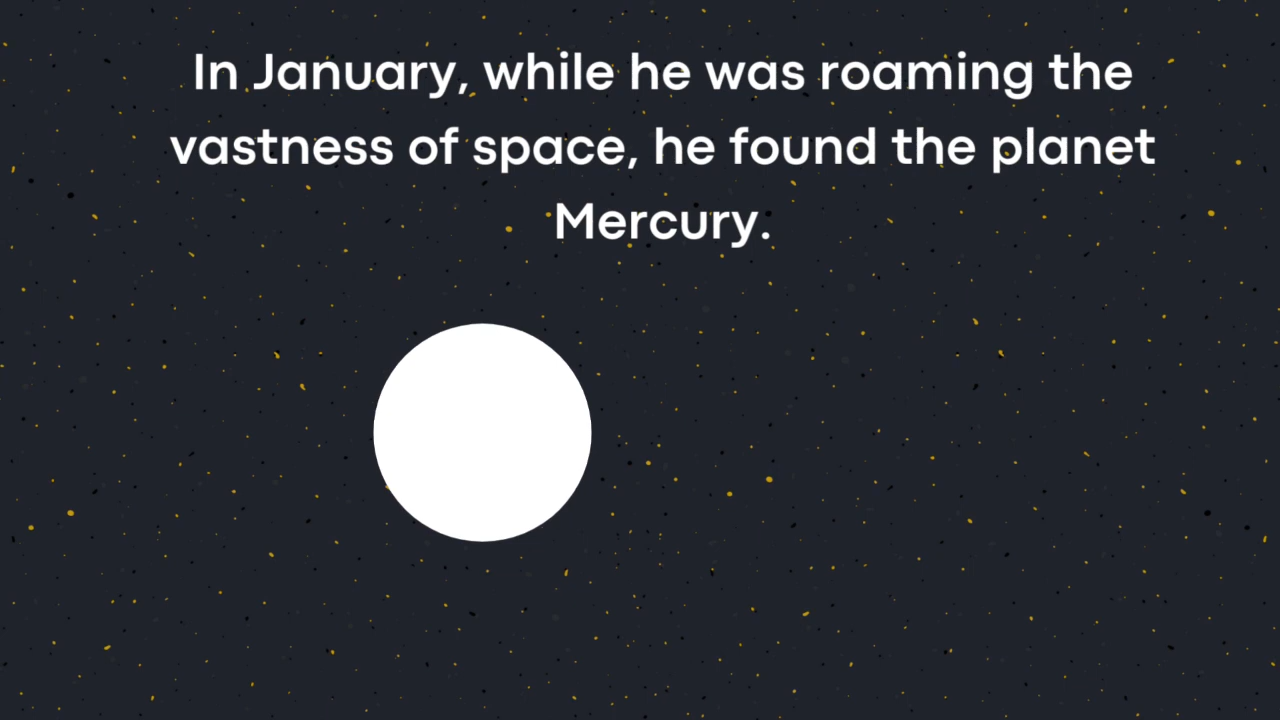 In January, while he was roaming the
vastness of space, he found the planet
Mercury.